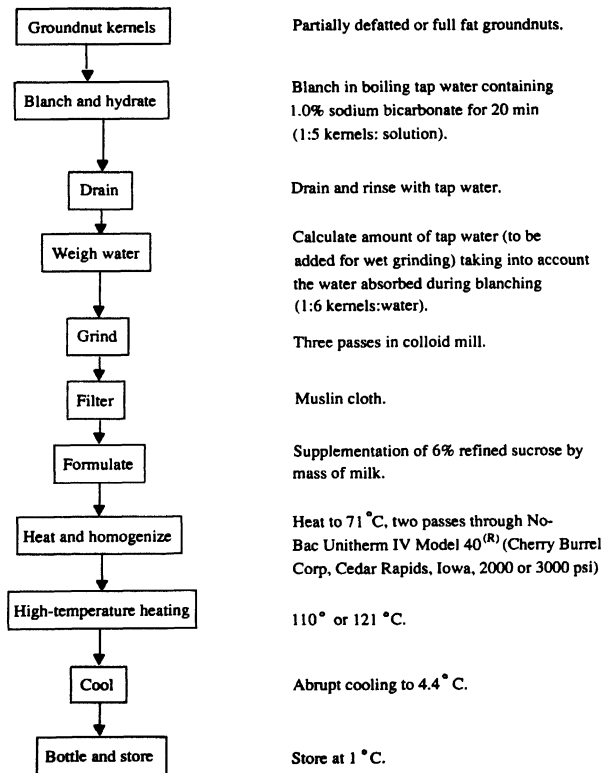 Groundnut kernels
Partially defatted or full fat groundnuts.
Blanch and hydrate
Blanch in boiling tap water containing
1.0% sodium bicarbonate for 20 min
(1:5 kernels: solution).
Drain
Drain and rinse with tap water.
Weigh water
Calculate amount of tap water (to be
added for wet grinding) taking into account
the water absorbed during blanching
(1:6 kernels:water).
Grind
Three passes in colloid mill.
Filter
Muslin cloth.
Formulate
Supplementation of 6% refined sucrose by
mass of milk.
Heat and homogenize
Heat to 71 °C, two passes through No-
Bac Unitherm IV Model 40(R) (Cherry Burrel
Corp, Cedar Rapids, Iowa, 2000 or 3000 psi)
High-temperature heating
110° or 121 °C.
Cool
Abrupt cooling to 4.4° C.
Bottle and store
Store at 1 °C.